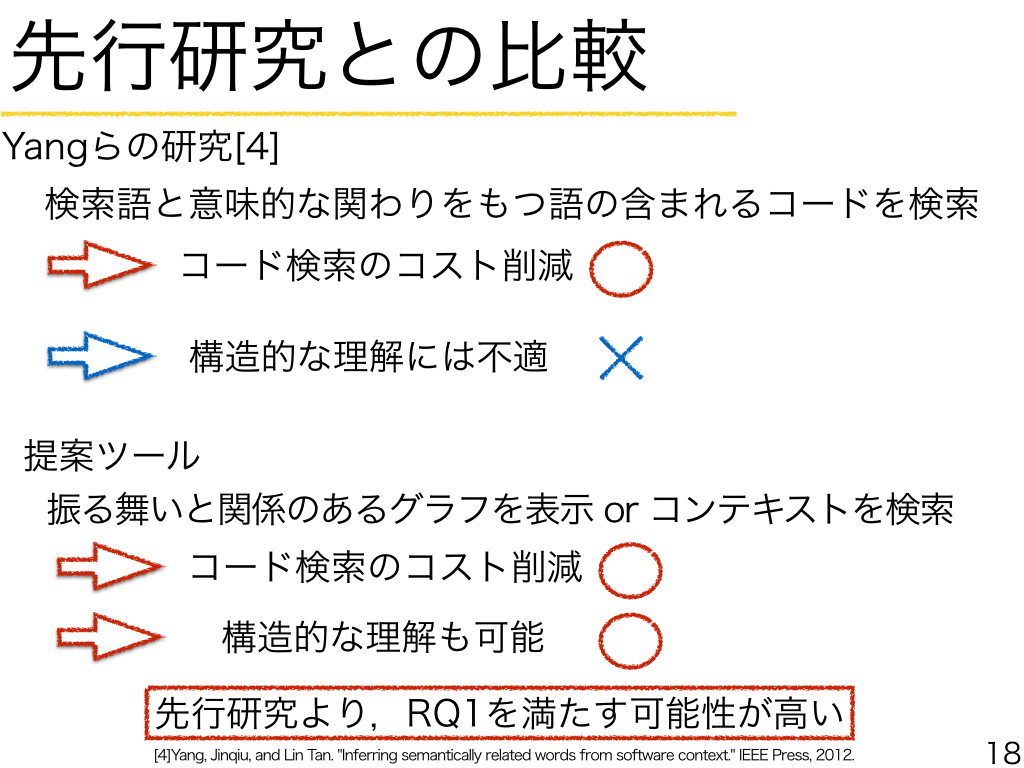 先行研究との比較
Yangらの研究[4]
検索語と意味的な関わりをもつ語の含まれるコードを検索
コード検索のコスト削減
構造的な理解には不適
提案ツール
振る舞いと関係のあるグラフを表示 or コンテキストを検索
コード検索のコスト削減
構造的な理解も可能
先行研究より，RQ1を満たす可能性が高い
[4]Yang, Jinqiu, and Lin Tan. "Inferring semantically related words from software context." IEEE Press, 2012.
18